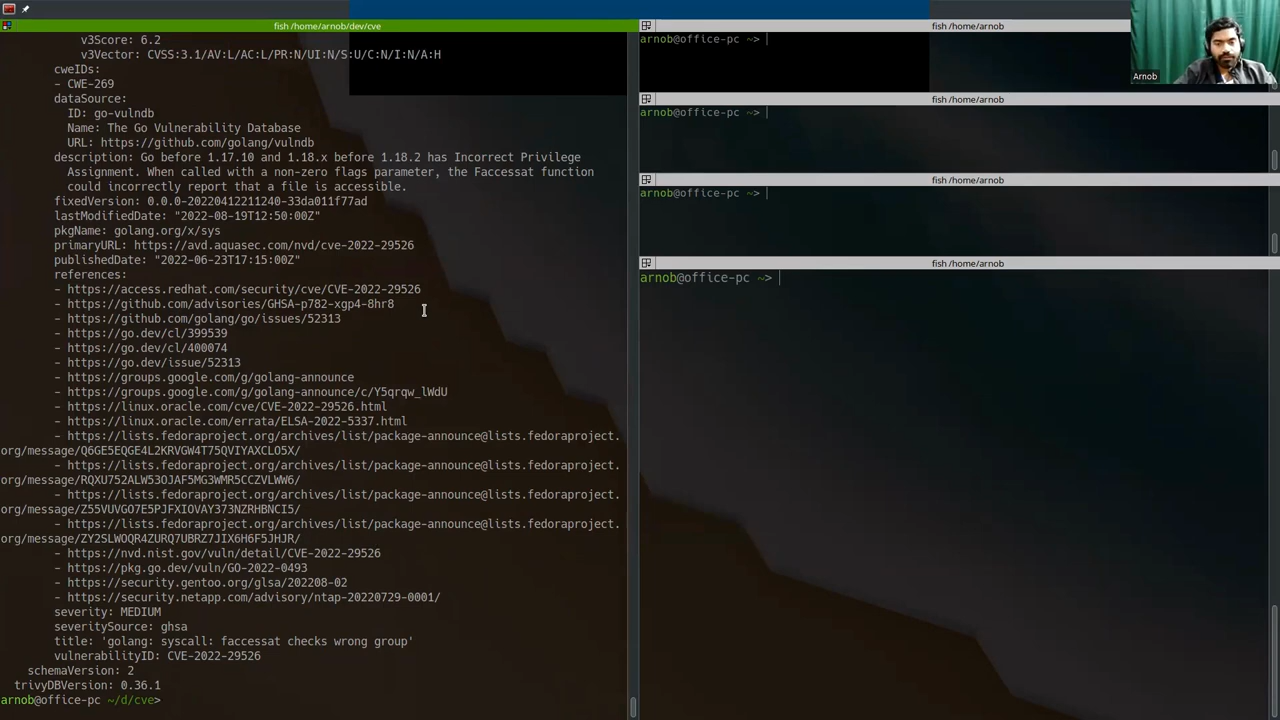 fish /home/arnob/dev/cve
v3Score: 6.2
v3Vector: CVSS:3.1/AV:L/AC:L/PR:N/UI:N/S:U/C:N/I:N/A:H
cweIDs:
- CWE-269
dataSource:
ID: go-vulndb
Name: The Go Vulnerability Database
URL: https://github.com/golang/vulndb
description: Go before 1.17.10 and 1.18.x before 1.18.2 has Incorrect Privilege
Assignment. When called with a non-zero flags parameter, the Faccessat function
could incorrectly report that a file is accessible.
fixedVersion: 0.0.0-20220412211240-33da011f77ad
lastModifiedDate: "2022-08-19T12:50:00Z"
pkgName: golang.org/x/sys
primaryURL: https://avd.aquasec.com/nvd/cve-2022-29526
publishedDate: "2022-06-23T17:15:00Z"
references:
- https://access.redhat.com/security/cve/CVE-2022-29526
- https://github.com/advisories/GHSA-p782-xgp4-8hr8
- https://github.com/golang/go/issues/52313
- https://go.dev/cl/399539
- https://go.dev/cl/400074
- https://go.dev/issue/52313
- https://groups.google.com/g/golang-announce
- https://groups.google.com/g/golang-announce/c/Y5qrqw_lWdU
- https://linux.oracle.com/cve/CVE-2022-29526.html
- https://linux.oracle.com/errata/ELSA-2022-5337.html
- https://lists.fedoraproject.org/archives/list/package-announce@lists.fedoraproject.
org/message/Q6GE5EQGE4L2KRVGW4T75QVIYAXCLO5X/
- https://lists.fedoraproject.org/archives/list/package-announce@lists.fedoraproject.
org/message/RQXU752ALW53OJAF5MG3WMR5CCZVLWW6/
- https://lists.fedoraproject.org/archives/list/package-announce@lists.fedoraproject.
org/message/Z55VUVGO7E5PJFXIOVAY373NZRHBNCI5/
- https://lists.fedoraproject.org/archives/list/package-announce@lists.fedoraproject.
org/message/ZY2SLWOQR4ZURQ7UBRZ7JIX6H6F5JHJR/
- https://nvd.nist.gov/vuln/detail/CVE-2022-29526
- https://pkg.go.dev/vuln/GO-2022-0493
- https://security.gentoo.org/glsa/202208-02
- https://security.netapp.com/advisory/ntap-20220729-0001/
severity: MEDIUM
severitySource: ghsa
title: 'golang: syscall: faccessat checks wrong group'
vulnerabilityID: CVE-2022-29526
schemaVersion: 2
trivyDBVersion: 0.36.1
arnob@office-pc ~/d/cve>
fish /home/arnob
arnob@office-pc ~>
Arnob
fish /home/arnob
arnob@office-pc ~>
fish /home/arnob
arnob@office-pc ~>
fish /home/arnob
arnob@office-pc ~>